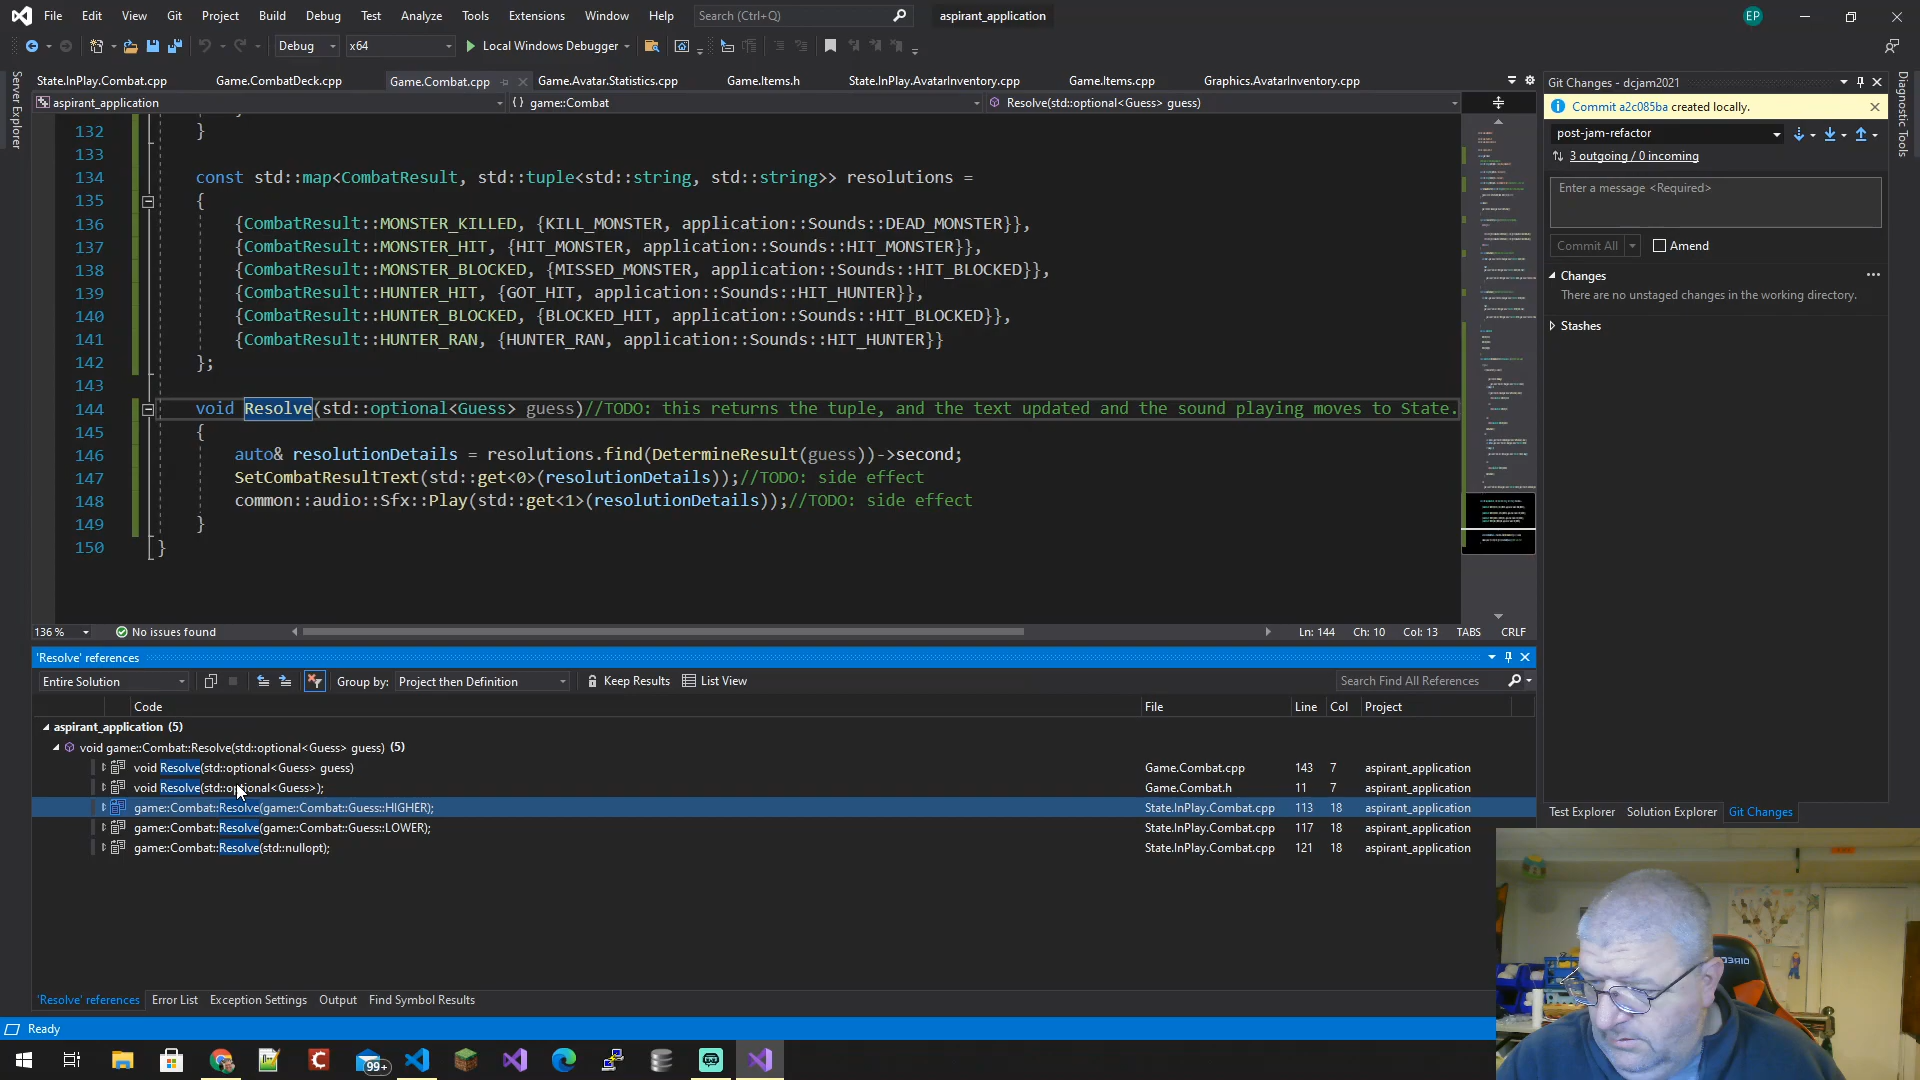 File Edit View Git Project Build Debug Test Analyze Tools Extensions Window Help Search (Ctrl+Q) aspirant_application EP
Debug x64 Local Windows Debugger
State.InPlay.Combat.cpp Game.CombatDeck.cpp Game.Combat.cpp Game.Avatar.Statistics.cpp Game.Items.h State.InPlay.AvatarInventory.cpp Game.Items.cpp Graphics.AvatarInventory.cpp
aspirant_application {} game::Combat Resolve(std::optional<Guess> guess)
Server Explorer
132 }
133
134 const std::map<CombatResult, std::tuple<std::string, std::string>> resolutions =
135 {
136 {CombatResult::MONSTER_KILLED, {KILL_MONSTER, application::Sounds::DEAD_MONSTER}},
137 {CombatResult::MONSTER_HIT, {HIT_MONSTER, application::Sounds::HIT_MONSTER}},
138 {CombatResult::MONSTER_BLOCKED, {MISSED_MONSTER, application::Sounds::HIT_BLOCKED}},
139 {CombatResult::HUNTER_HIT, {GOT_HIT, application::Sounds::HIT_HUNTER}},
140 {CombatResult::HUNTER_BLOCKED, {BLOCKED_HIT, application::Sounds::HIT_BLOCKED}},
141 {CombatResult::HUNTER_RAN, {HUNTER_RAN, application::Sounds::HIT_HUNTER}}
142 };
143
144 void Resolve(std::optional<Guess> guess)//TODO: this returns the tuple, and the text updated and the sound playing moves to State.
145 {
146 auto& resolutionDetails = resolutions.find(DetermineResult(guess))->second;
147 SetCombatResultText(std::get<0>(resolutionDetails));//TODO: side effect
148 common::audio::Sfx::Play(std::get<1>(resolutionDetails));//TODO: side effect
149 }
150 }
136 % No issues found Ln: 144 Ch: 10 Col: 13 TABS CRLF
'Resolve' references
Entire Solution Group by: Project then Definition Keep Results List View Search Find All References
Code File Line Col Project
aspirant_application (5)
void game::Combat::Resolve(std::optional<Guess> guess) (5)
void Resolve(std::optional<Guess> guess) Game.Combat.cpp 143 7 aspirant_application
void Resolve(std::optional<Guess>); Game.Combat.h 11 7 aspirant_application
game::Combat::Resolve(game::Combat::Guess::HIGHER); State.InPlay.Combat.cpp 113 18 aspirant_application
game::Combat::Resolve(game::Combat::Guess::LOWER); State.InPlay.Combat.cpp 117 18 aspirant_application
game::Combat::Resolve(std::nullopt); State.InPlay.Combat.cpp 121 18 aspirant_application
'Resolve' references Error List Exception Settings Output Find Symbol Results
Ready
99+
Git Changes - dcjam2021
Commit a2c085ba created locally.
post-jam-refactor
3 outgoing / 0 incoming
Enter a message <Required>
Commit All Amend
Changes
There are no unstaged changes in the working directory.
Stashes
Test Explorer Solution Explorer Git Changes
Diagnostic Tools